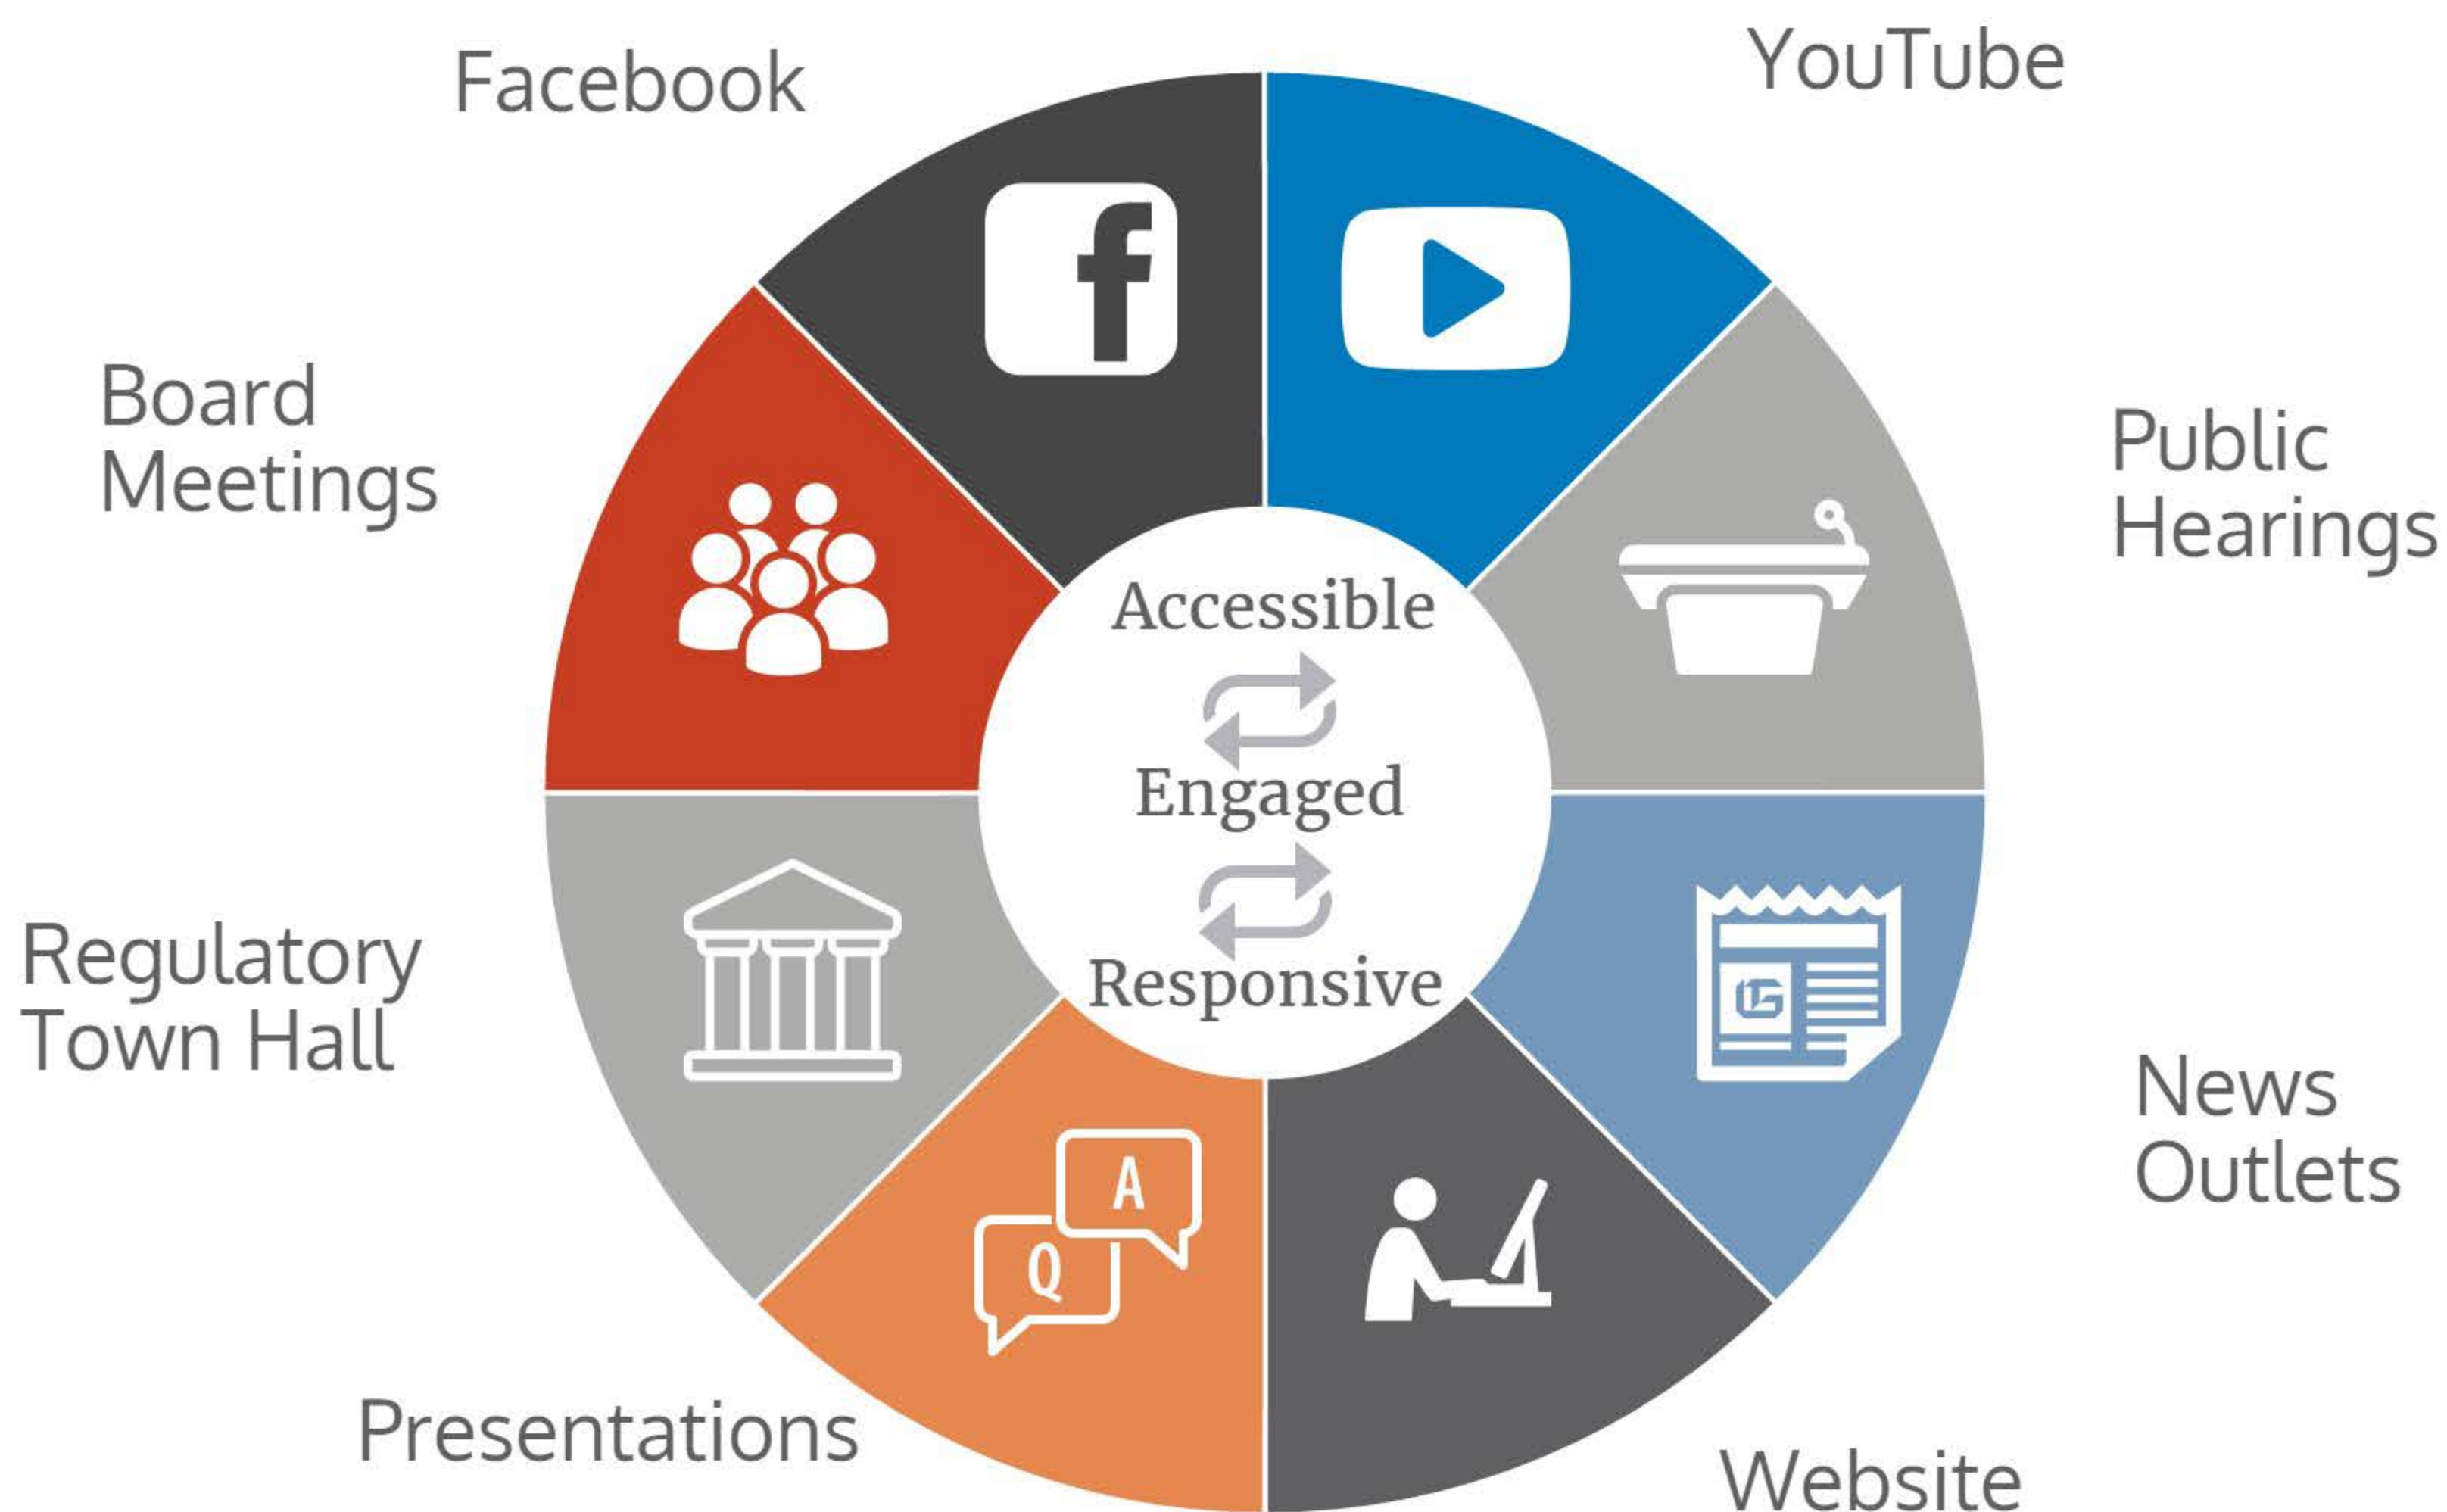 Facebook
YouTube
Board
Meetings
Public
Hearings
Accessible
Engaged
Responsive
Regulatory
Town Hall
News
Outlets
A
Q
Presentations
Website